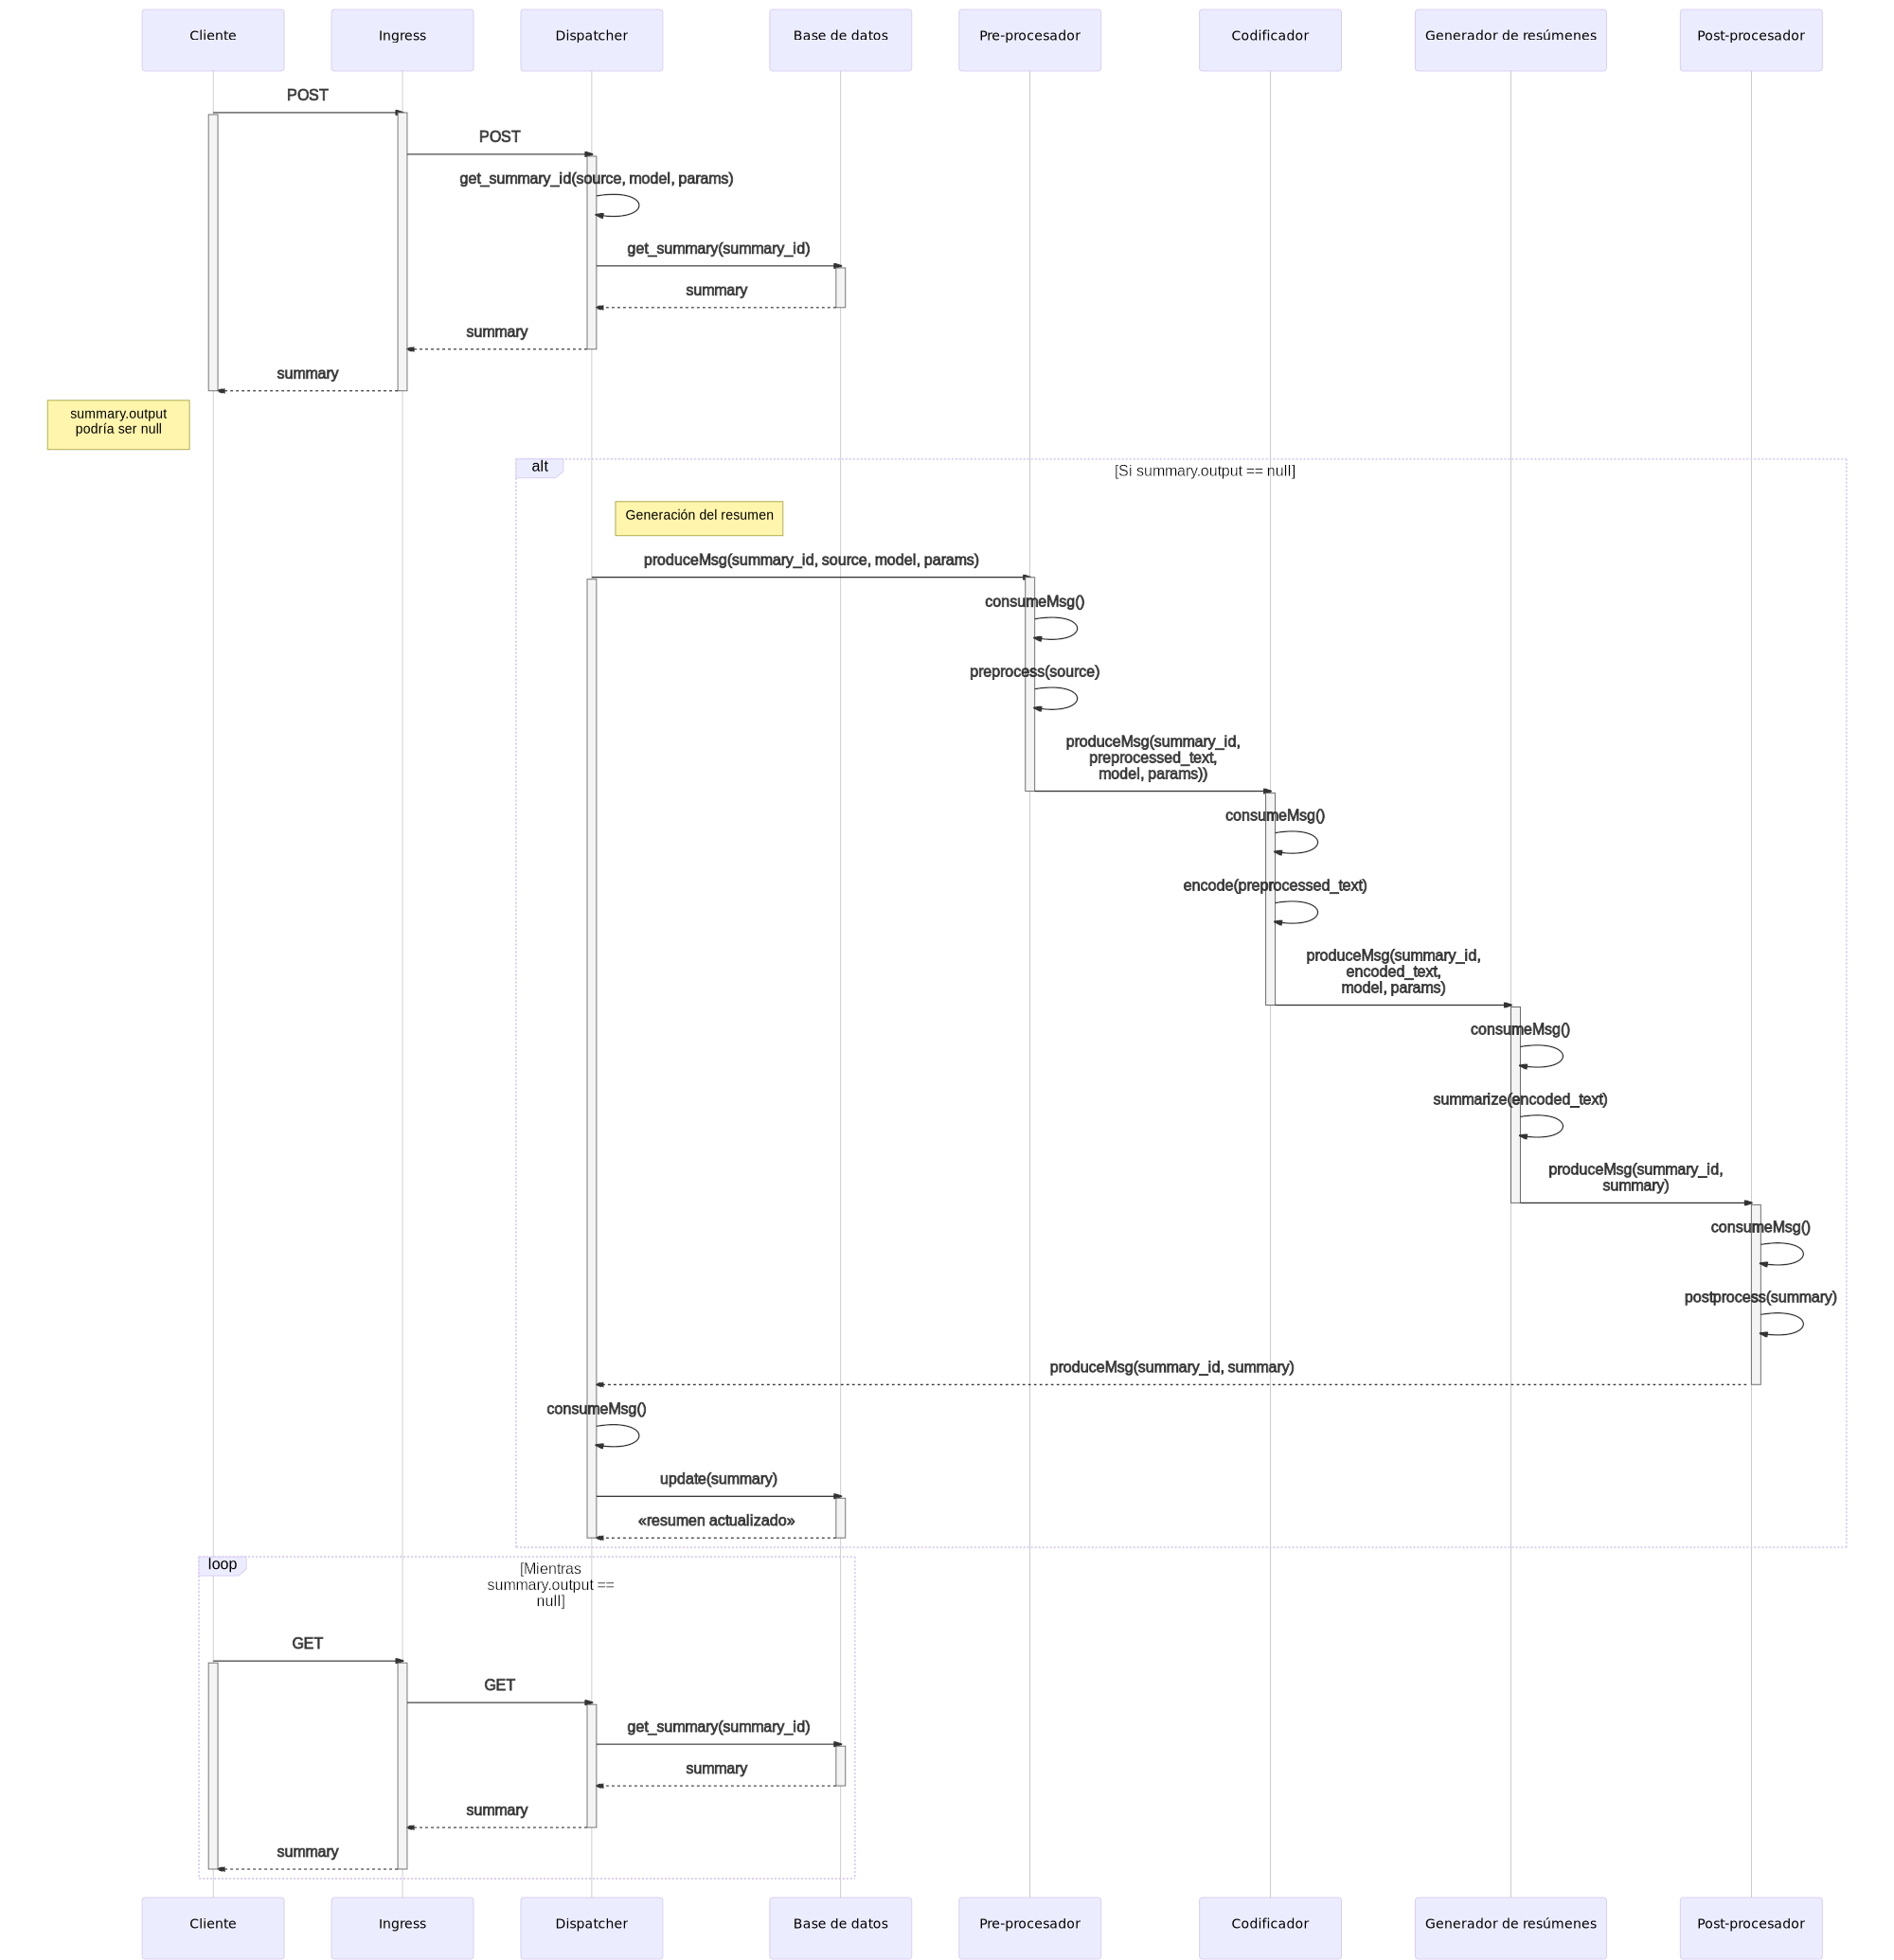 Cliente
Ingress
Dispatcher
Base de datos
Pre-procesador
Codificador
Generador de resúmenes
Post-procesador
POST
POST
get_summary_id(source, model, params)
get_summary(summary_id)
summary
summary
summary
summary.output
podría ser null
alt
[Si summary.output == null]
Generación del resumen
produceMsg(summary_id, source, model, params)
consumeMsg()
preprocess(source)
produceMsg(summary_id,
preprocessed_text,
model, params))
consumeMsg()
encode(preprocessed_text)
produceMsg(summary_id,
encoded_text,
model, params)
consumeMsg()
summarize(encoded_text)
produceMsg(summary_id,
summary)
consumeMsg()
postprocess(summary)
produceMsg(summary_id, summary)
consumeMsg()
update(summary)
«resumen actualizado»
loop
[Mientras
summary.output ==
null]
GET
GET
get_summary(summary_id)
summary
summary
summary
Cliente
Ingress
Dispatcher
Base de datos
Pre-procesador
Codificador
Generador de resúmenes
Post-procesador